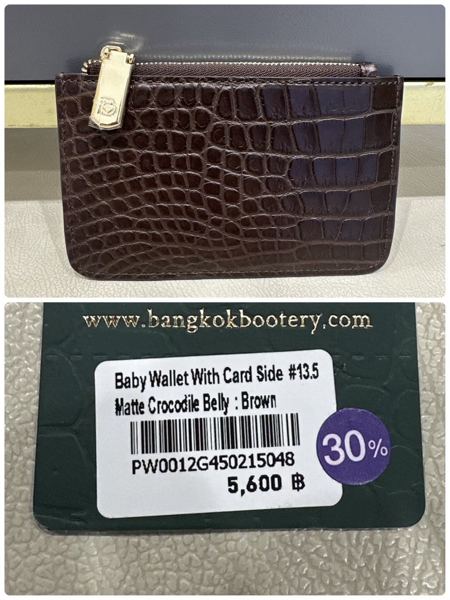 www.bangkokbootery.com
Baby Wallet With Card Side #13.5
Matte Crocodile Belly : Brown
PW0012G450215048
5,600 ฿
30%